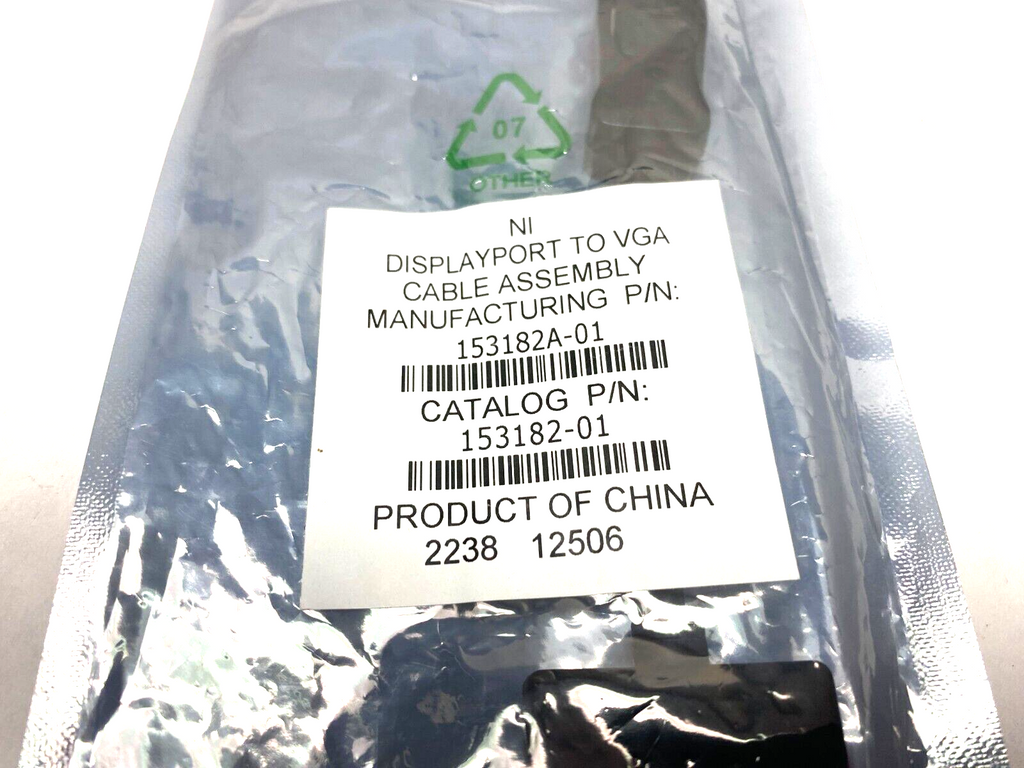 07
OTHER
NI
DISPLAYPORT TO VGA
CABLE ASSEMBLY
MANUFACTURING P/N:
153182A-01
CATALOG P/N:
153182-01
PRODUCT OF CHINA
2238 12506